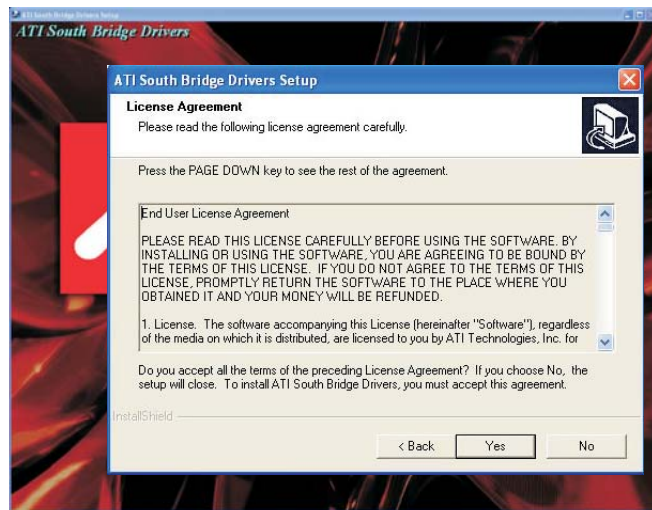 ATI South Bridge Drivers Setup
ATI South Bridge Drivers
ATI South Bridge Drivers Setup
License Agreement
Please read the following license agreement carefully.
Press the PAGE DOWN key to see the rest of the agreement.
End User License Agreement
PLEASE READ THIS LICENSE CAREFULLY BEFORE USING THE SOFTWARE. BY
INSTALLING OR USING THE SOFTWARE, YOU ARE AGREEING TO BE BOUND BY
THE TERMS OF THIS LICENSE. IF YOU DO NOT AGREE TO THE TERMS OF THIS
LICENSE, PROMPTLY RETURN THE SOFTWARE TO THE PLACE WHERE YOU
OBTAINED IT AND YOUR MONEY WILL BE REFUNDED.
1. License. The software accompanying this License (hereinafter "Software"), regardless
of the media on which it is distributed, are licensed to you by ATI Technologies, Inc. for
Do you accept all the terms of the preceding License Agreement? If you choose No, the
setup will close. To install ATI South Bridge Drivers, you must accept this agreement.
InstallShield
< Back Yes No